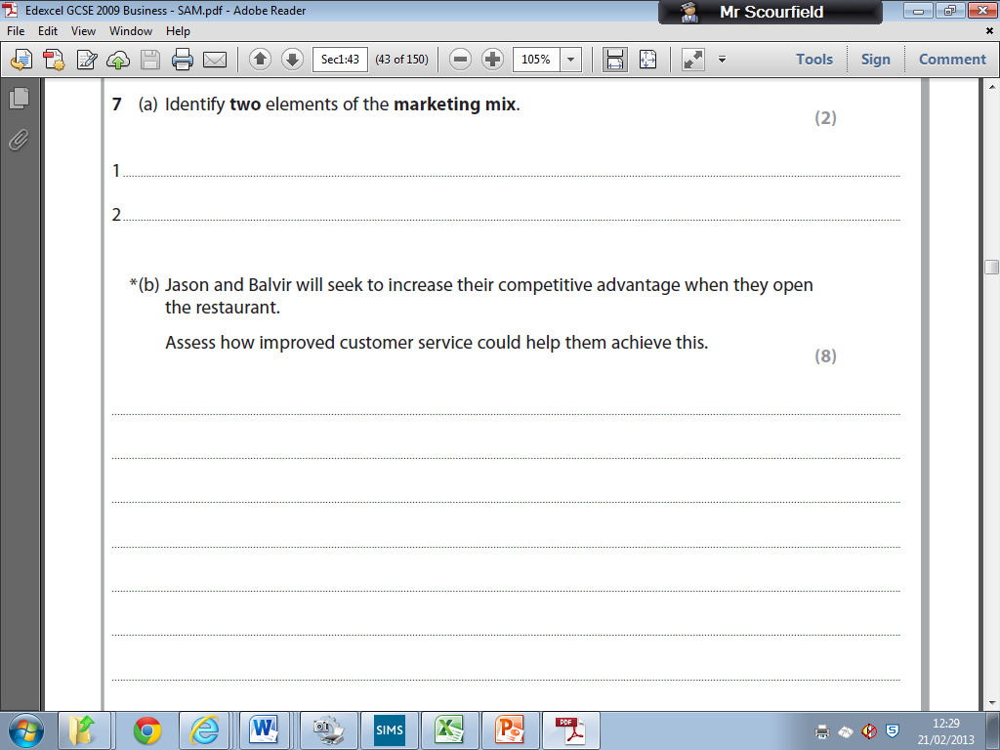 Edexcel GCSE 2009 Business - SAM.pdf - Adobe Reader
Mr Scourfield
File Edit View Window Help
Sec1:43 (43 of 150) 105% Tools Sign Comment
7 (a) Identify two elements of the marketing mix.
(2)
1
2
*(b) Jason and Balvir will seek to increase their competitive advantage when they open
the restaurant.
Assess how improved customer service could help them achieve this.
(8)
SIMS
PDF
12:29
21/02/2013